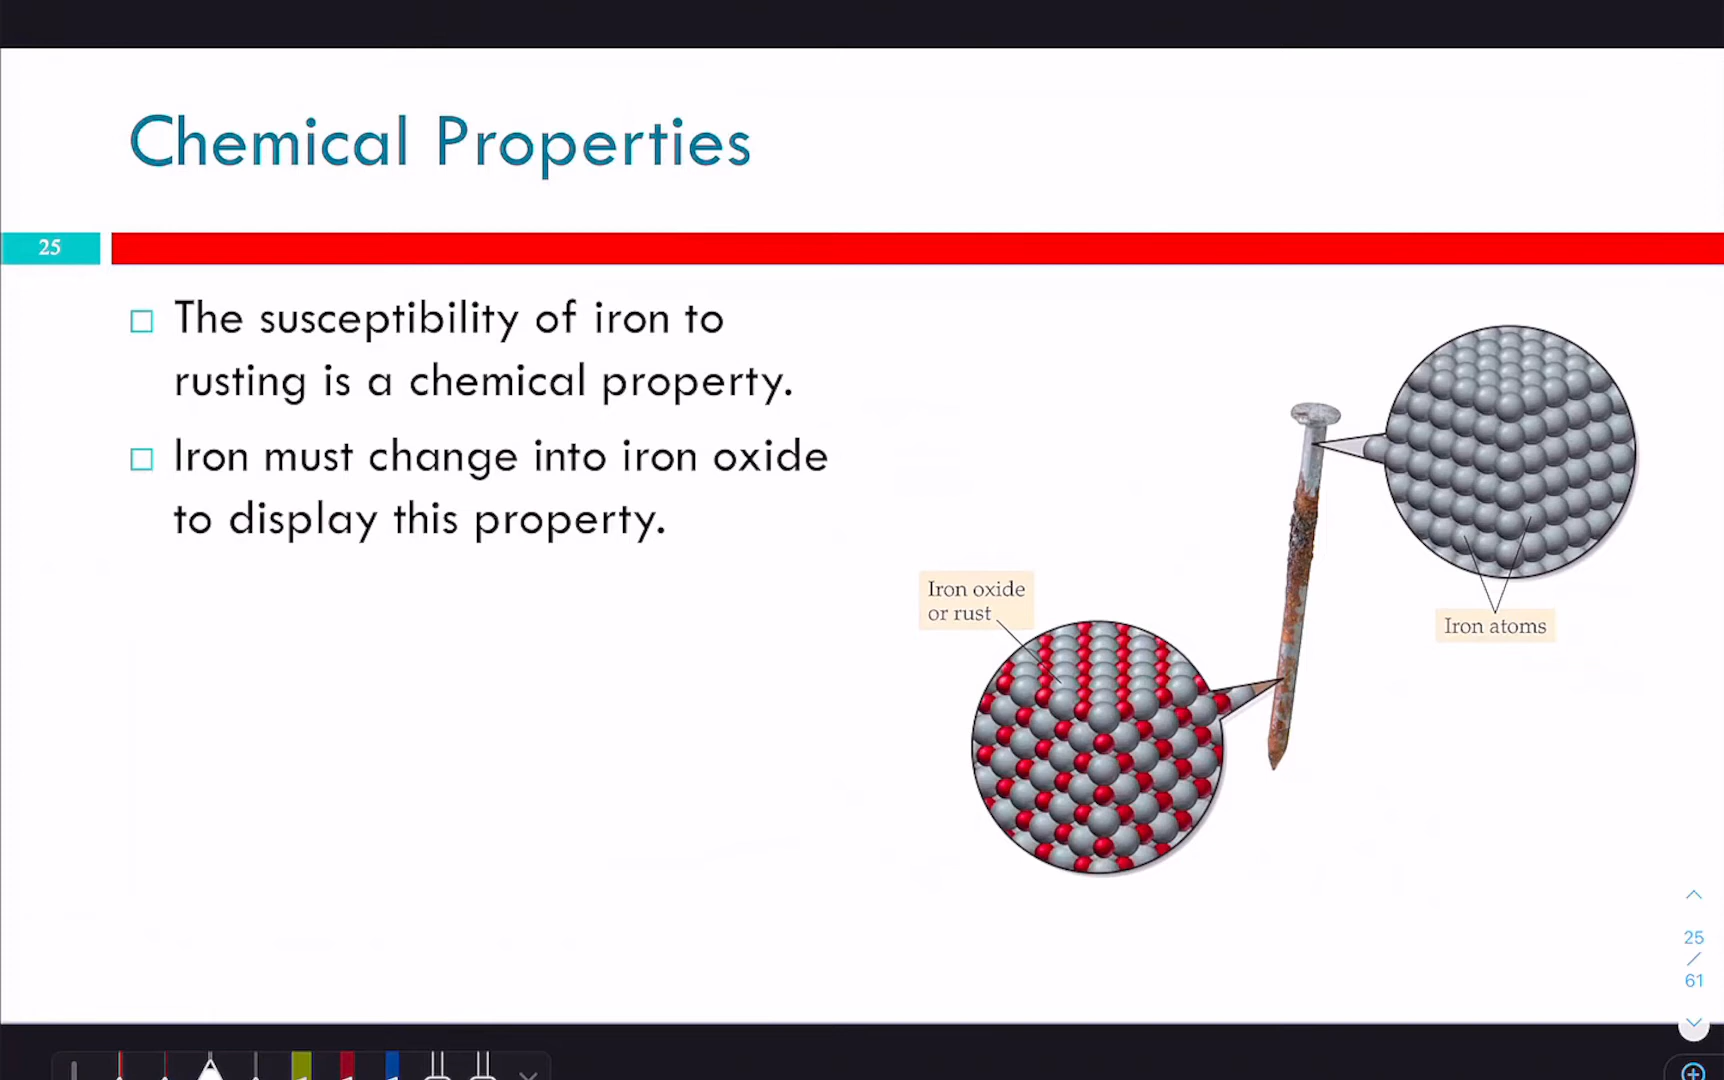 Chemical Properties
25
The susceptibility of iron to
rusting is a chemical property.
Iron must change into iron oxide
to display this property.
Iron oxide
or rust
Iron atoms
25
/
61